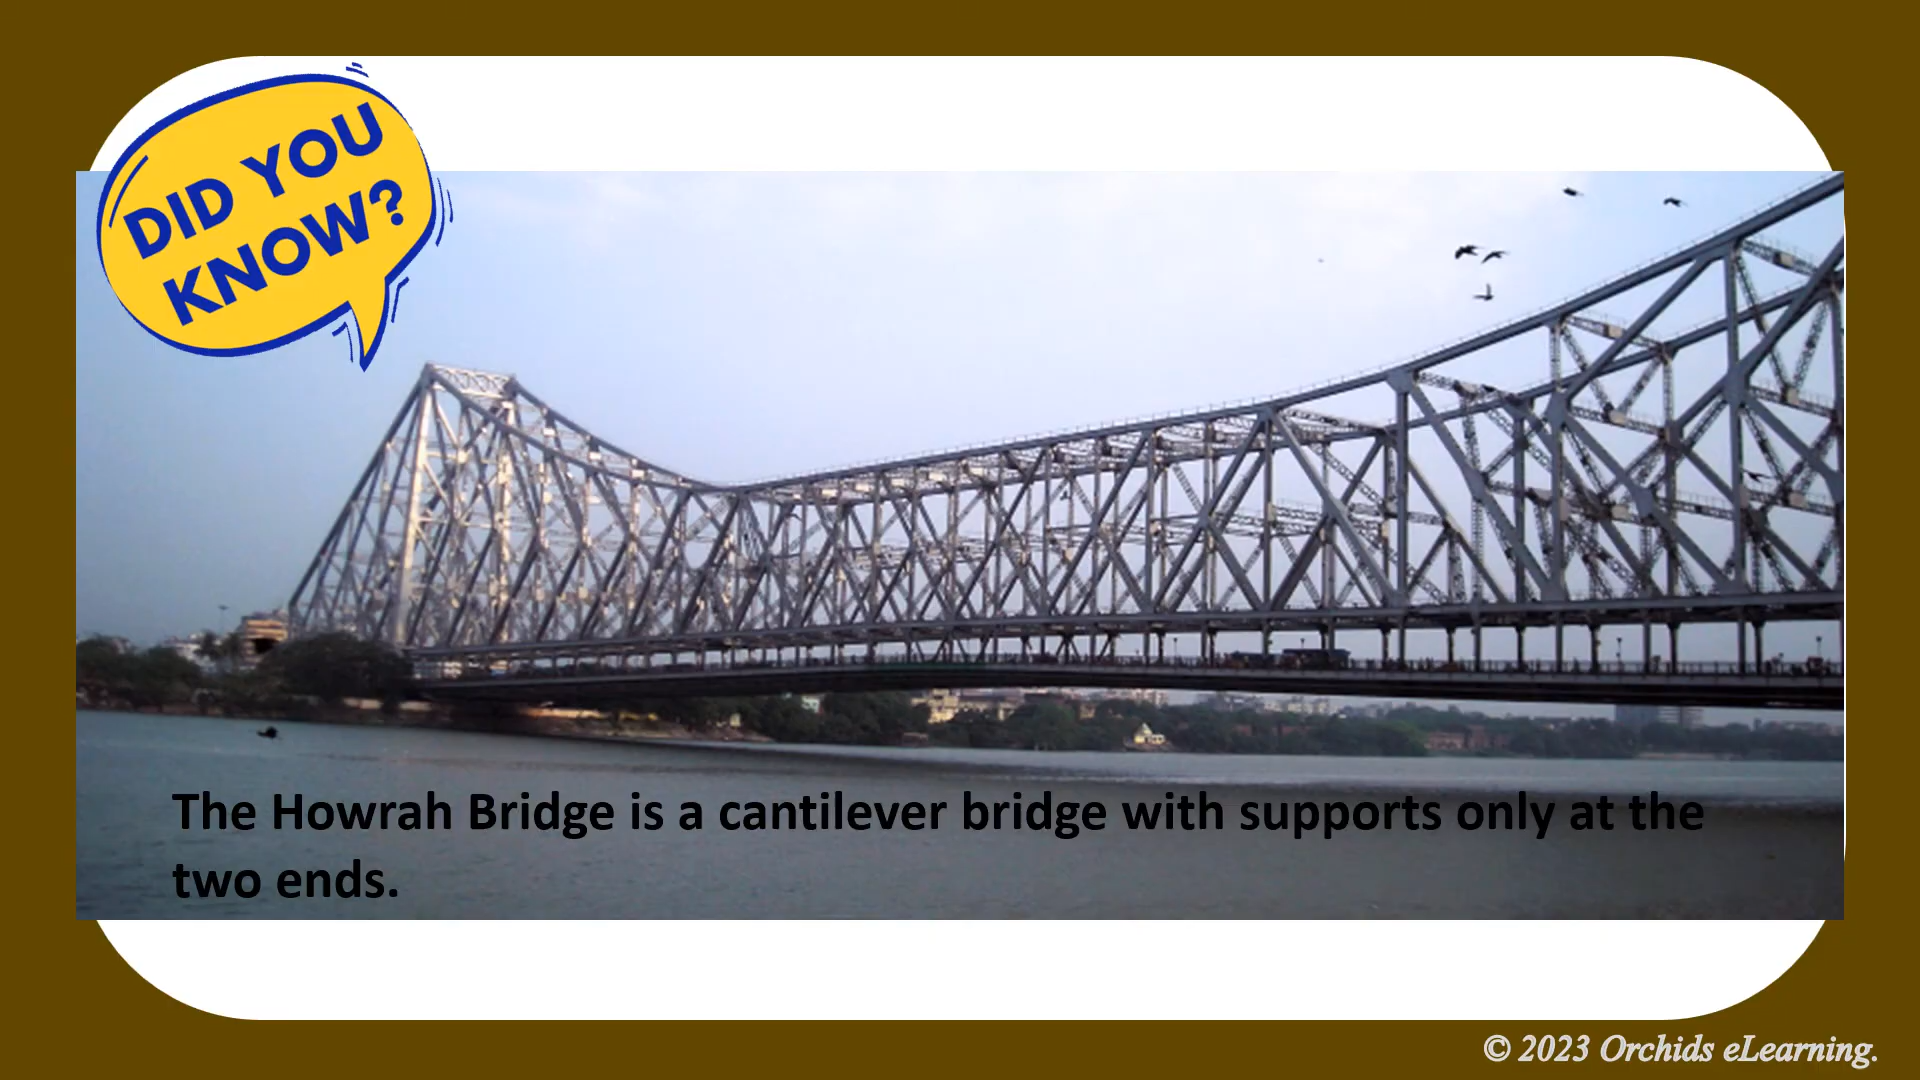 DID YOU
KNOW?
The Howrah Bridge is a cantilever bridge with supports only at the
two ends.
© 2023 Orchids eLearning.